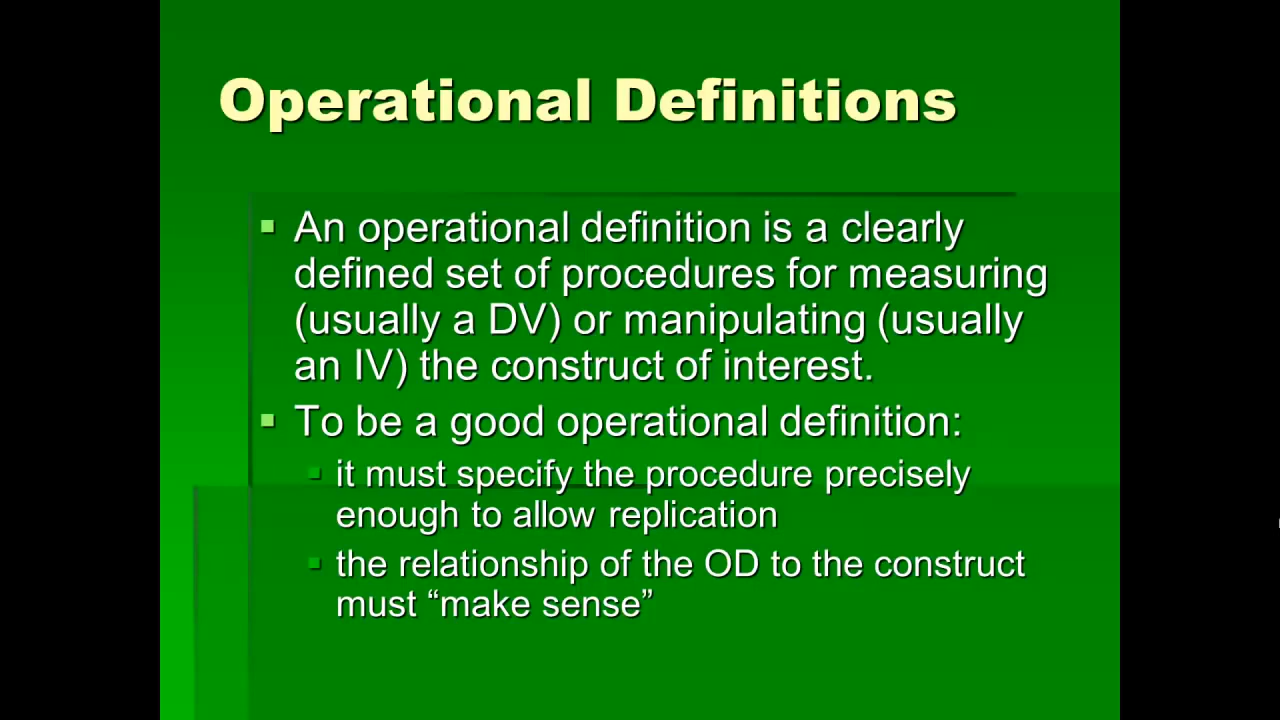 Operational Definitions
An operational definition is a clearly
defined set of procedures for measuring
(usually a DV) or manipulating (usually
an IV) the construct of interest.
To be a good operational definition:
it must specify the procedure precisely
enough to allow replication
the relationship of the OD to the construct
must “make sense”